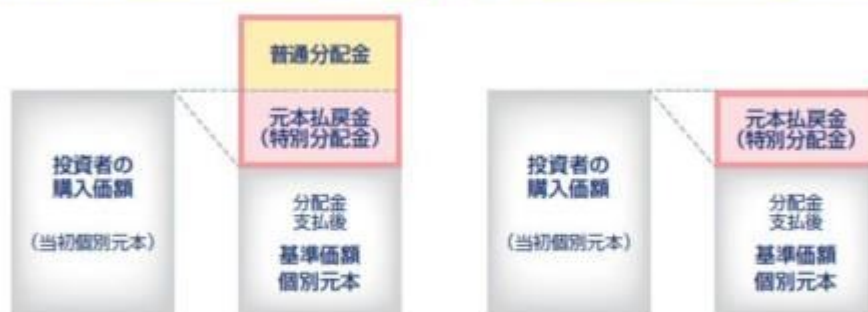 普通分配金
元本払戻金
(特別分配金)
投資者の
購入価額
(当初個別元本)
分配金
支払後
基準価額
個別元本
元本払戻金
(特別分配金)
投資者の
購入価額
(当初個別元本)
分配金
支払後
基準価額
個別元本